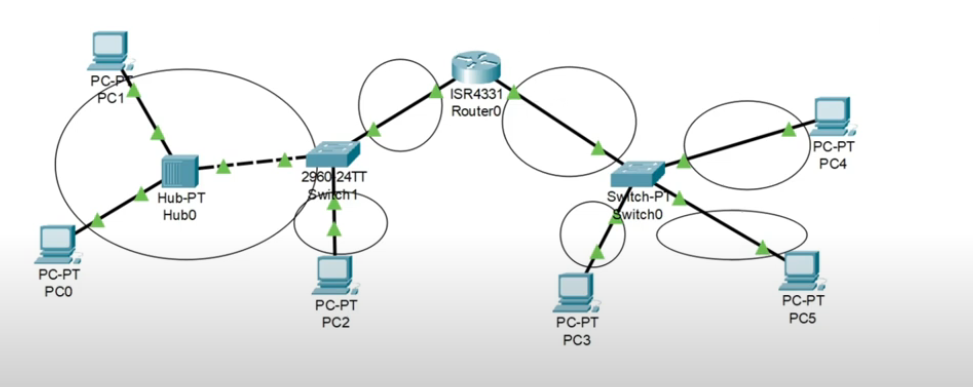 PC-PT
PC1
Hub-PT
Hub0
PC-PT
PC0
2960-24TT
Switch1
PC-PT
PC2
ISR4331
Router0
Switch-PT
Switch0
PC-PT
PC3
PC-PT
PC4
PC-PT
PC5